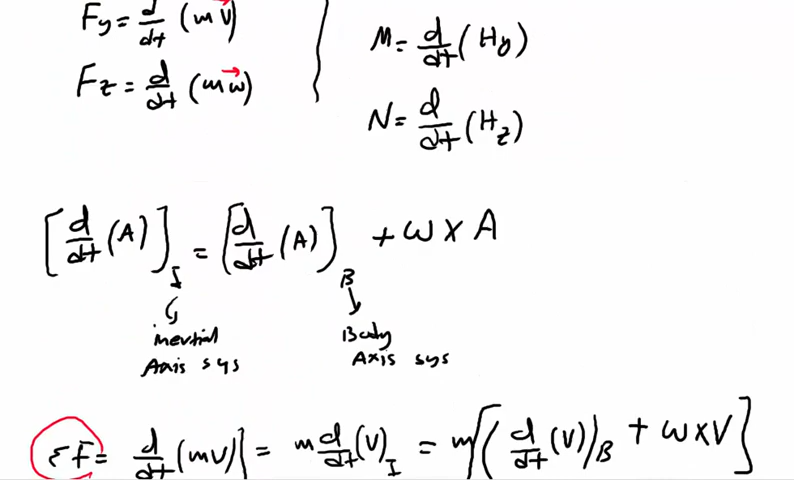 Fy = d/dt (mv⃗)
Fz = d/dt (mw⃗)
M = d/dt (Hy)
N = d/dt (Hz)
[d/dt (A)]I = [d/dt (A)]B + ω x A
inertial
Axis sys
Body
Axis sys
ΣF = d/dt (mv)| = m d/dt (v)I = m[(d/dt (v)/B + ω x V]